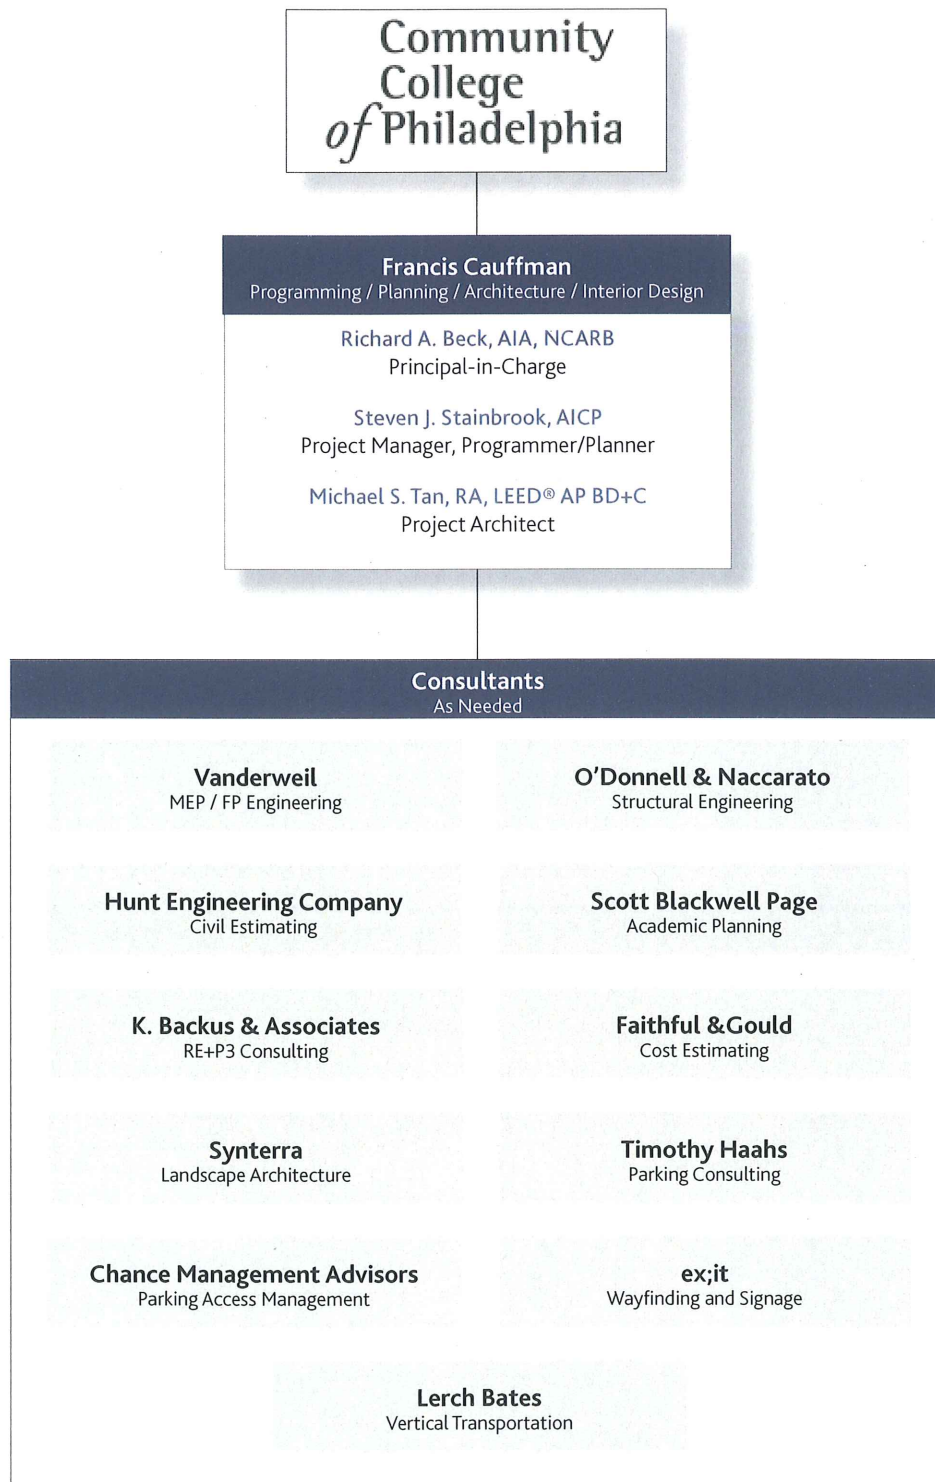 Community
College
of Philadelphia
Francis Cauffman
Programming / Planning / Architecture / Interior Design
Richard A. Beck, AIA, NCARB
Principal-in-Charge
Steven J. Stainbrook, AICP
Project Manager, Programmer/Planner
Michael S. Tan, RA, LEED® AP BD+C
Project Architect
Consultants
As Needed
Vanderweil
MEP / FP Engineering
O'Donnell & Naccarato
Structural Engineering
Hunt Engineering Company
Civil Estimating
Scott Blackwell Page
Academic Planning
K. Backus & Associates
RE+P3 Consulting
Faithful &Gould
Cost Estimating
Synterra
Landscape Architecture
Timothy Haahs
Parking Consulting
Chance Management Advisors
Parking Access Management
ex;it
Wayfinding and Signage
Lerch Bates
Vertical Transportation